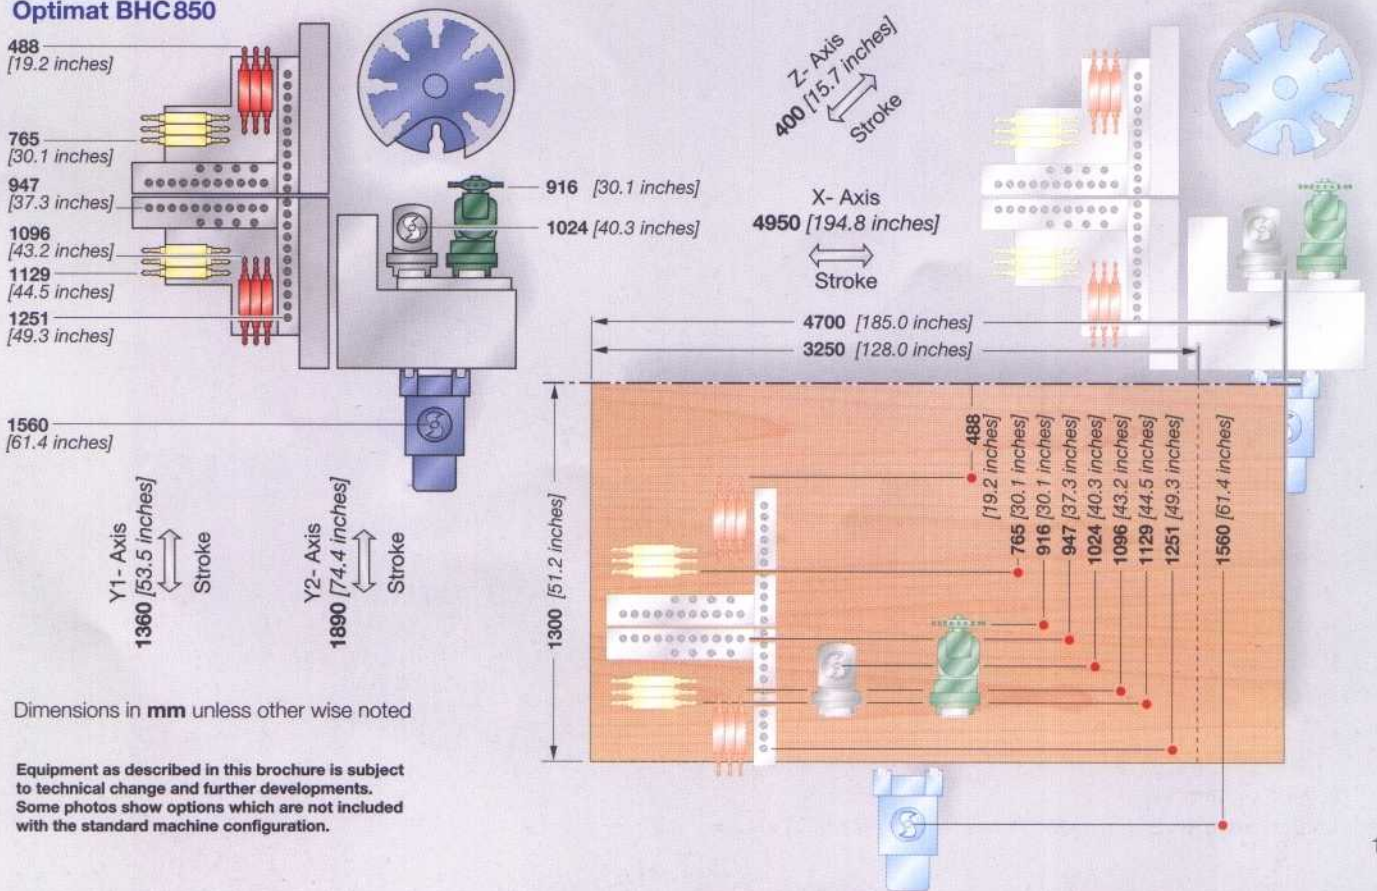 Optimat BHC 850
488
[19.2 inches]
765
[30.1 inches]
947
[37.3 inches]
1096
[43.2 inches]
1129
[44.5 inches]
1251
[49.3 inches]
1560
[61.4 inches]
916 [30.1 inches]
1024 [40.3 inches]
Z- Axis
400 [15.7 inches]
Stroke
X- Axis
4950 [194.8 inches]
Stroke
4700 [185.0 inches]
3250 [128.0 inches]
Y1- Axis
1360 [53.5 inches]
Stroke
Y2- Axis
1890 [74.4 inches]
Stroke
1300 [51.2 inches]
488
[19.2 inches]
765 [30.1 inches]
916 [30.1 inches]
947 [37.3 inches]
1024 [40.3 inches]
1096 [43.2 inches]
1129 [44.5 inches]
1251 [49.3 inches]
1560 [61.4 inches]
Dimensions in mm unless other wise noted
Equipment as described in this brochure is subject
to technical change and further developments.
Some photos show options which are not included
with the standard machine configuration.